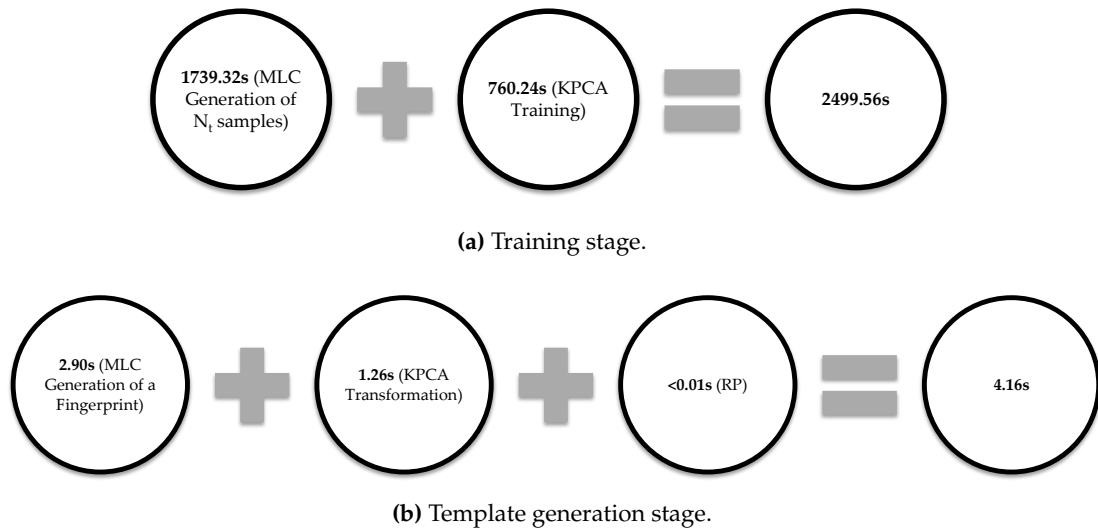 1739.32s (MLC
Generation of
Nₜ samples)
760.24s (KPCA
Training)
2499.56s
(a) Training stage.
2.90s (MLC
Generation of a
Fingerprint)
1.26s (KPCA
Transformation)
<0.01s (RP)
4.16s
(b) Template generation stage.